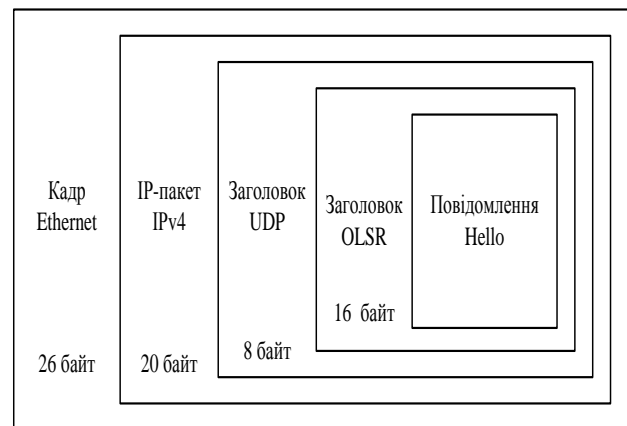 Кадр
Ethernet
26 байт
IP-пакет
IPv4
20 байт
Заголовок
UDP
8 байт
Заголовок
OLSR
16 байт
Повідомлення
Hello